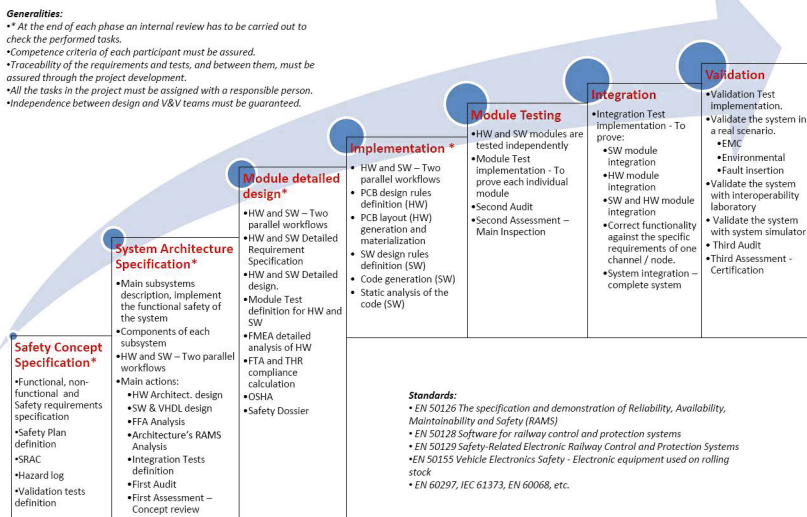 Generalities:
•* At the end of each phase an internal review has to be carried out to
check the performed tasks.
•Competence criteria of each participant must be assured.
•Traceability of the requirements and tests, and between them, must be
assured through the project development.
•All the tasks in the project must be assigned with a responsible person.
•Independence between design and V&V teams must be guaranteed.
Safety Concept
Specification*
•Functional, non-
functional and
Safety requirements
specification
•Safety Plan
definition
•SRAC
•Hazard log
•Validation tests
definition
System Architecture
Specification*
•Main subsystems
description, implement
the functional safety of
the system
•Components of each
subsystem
•HW and SW – Two parallel
workflows
•Main actions:
•HW Architect. design
•SW & VHDL design
•FFA Analysis
•Architecture's RAMS
Analysis
•Integration Tests
definition
•First Audit
•First Assessment –
Concept review
Module detailed
design*
•HW and SW – Two
parallel workflows
•HW and SW Detailed
Requirement
Specification
•HW and SW Detailed
design.
•Module Test
definition for HW and
SW
•FMEA detailed
analysis of HW
•FTA and THR
compliance
calculation
•OSHA
•Safety Dossier
Implementation *
• HW and SW – Two
parallel workflows
• PCB design rules
definition (HW)
• PCB layout (HW)
generation and
materialization
• SW design rules
definition (SW)
• Code generation (SW)
• Static analysis of the
code (SW)
Module Testing
•HW and SW modules are
tested independently
•Module Test
implementation - To
prove each individual
module
•Second Audit
•Second Assessment –
Main Inspection
Integration
•Integration Test
implementation - To
prove:
•SW module
integration
•HW module
integration
•SW and HW module
integration
•Correct functionality
against the specific
requirements of one
channel / node.
•System integration –
complete system
Validation
•Validation Test
implementation.
•Validate the system in
a real scenario.
•EMC
•Environmental
•Fault insertion
•Validate the system
with interoperability
laboratory
• Validate the system
with system simulator
• Third Audit
•Third Assessment -
Certification
Standards:
• EN 50126 The specification and demonstration of Reliability, Availability,
Maintainability and Safety (RAMS)
• EN 50128 Software for railway control and protection systems
• EN 50129 Safety-Related Electronic Railway Control and Protection Systems
•EN 50155 Vehicle Electronics Safety - Electronic equipment used on rolling
stock
• EN 60297, IEC 61373, EN 60068, etc.